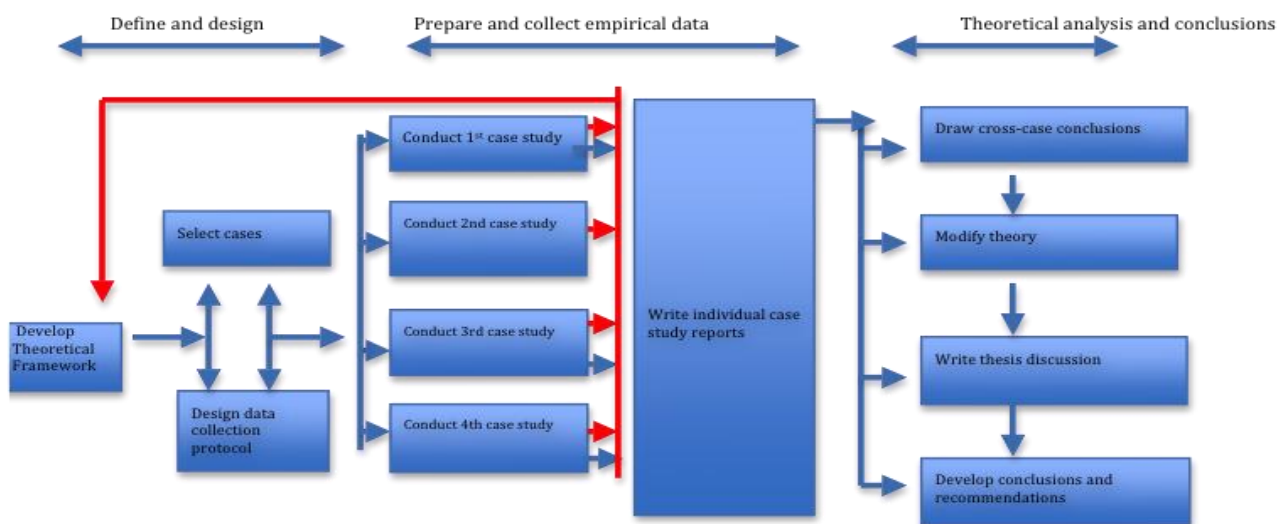 Define and design
Prepare and collect empirical data
Theoretical analysis and conclusions
Develop
Theoretical
Framework
Select cases
Design data
collection
protocol
Conduct 1st case study
Conduct 2nd case study
Conduct 3rd case study
Conduct 4th case study
Write individual case
study reports
Draw cross-case conclusions
Modify theory
Write thesis discussion
Develop conclusions and
recommendations